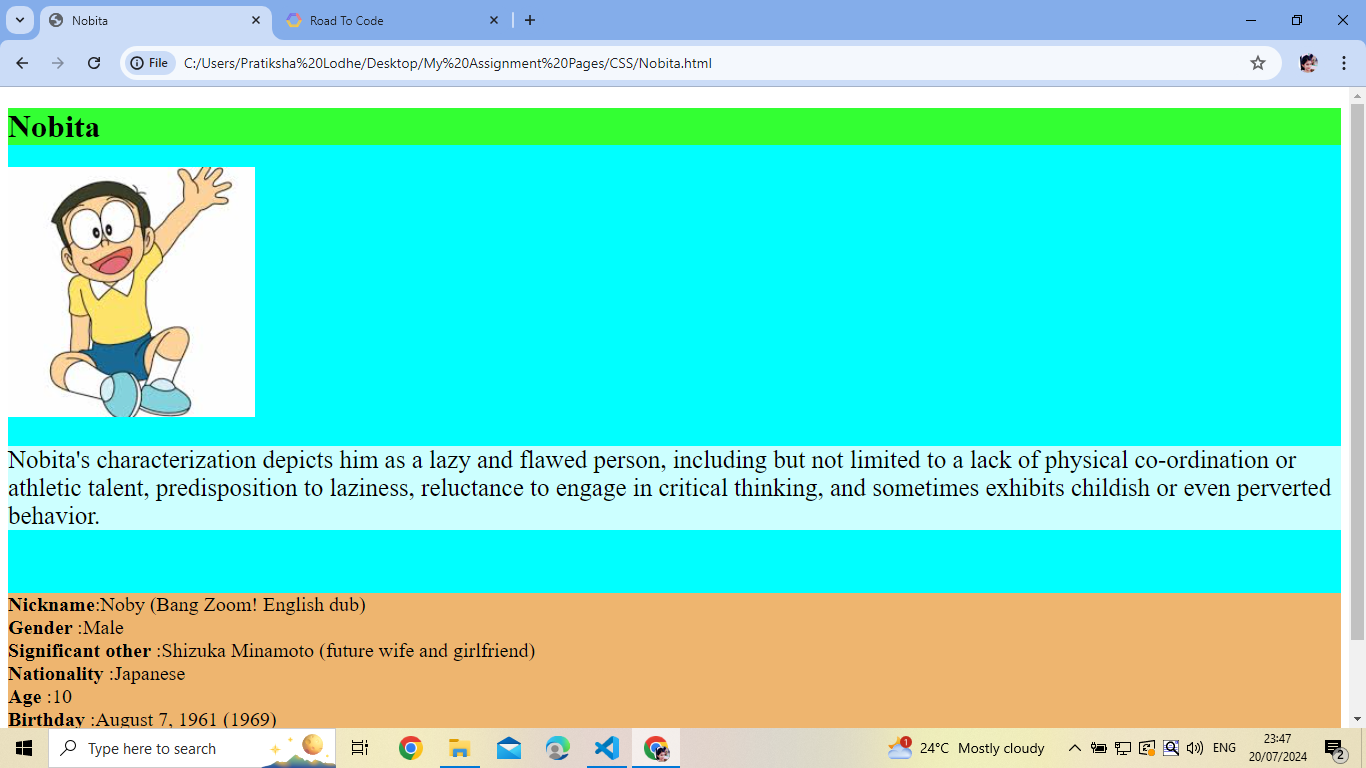 Nobita
Road To Code
File
C:/Users/Pratiksha%20Lodhe/Desktop/My%20Assignment%20Pages/CSS/Nobita.html
Nobita
Nobita's characterization depicts him as a lazy and flawed person, including but not limited to a lack of physical co-ordination or
athletic talent, predisposition to laziness, reluctance to engage in critical thinking, and sometimes exhibits childish or even perverted
behavior.
Nickname:Noby (Bang Zoom! English dub)
Gender :Male
Significant other :Shizuka Minamoto (future wife and girlfriend)
Nationality :Japanese
Age :10
Birthday :August 7, 1961 (1969)
Type here to search
1
24°C Mostly cloudy
ENG
23:47
20/07/2024
2